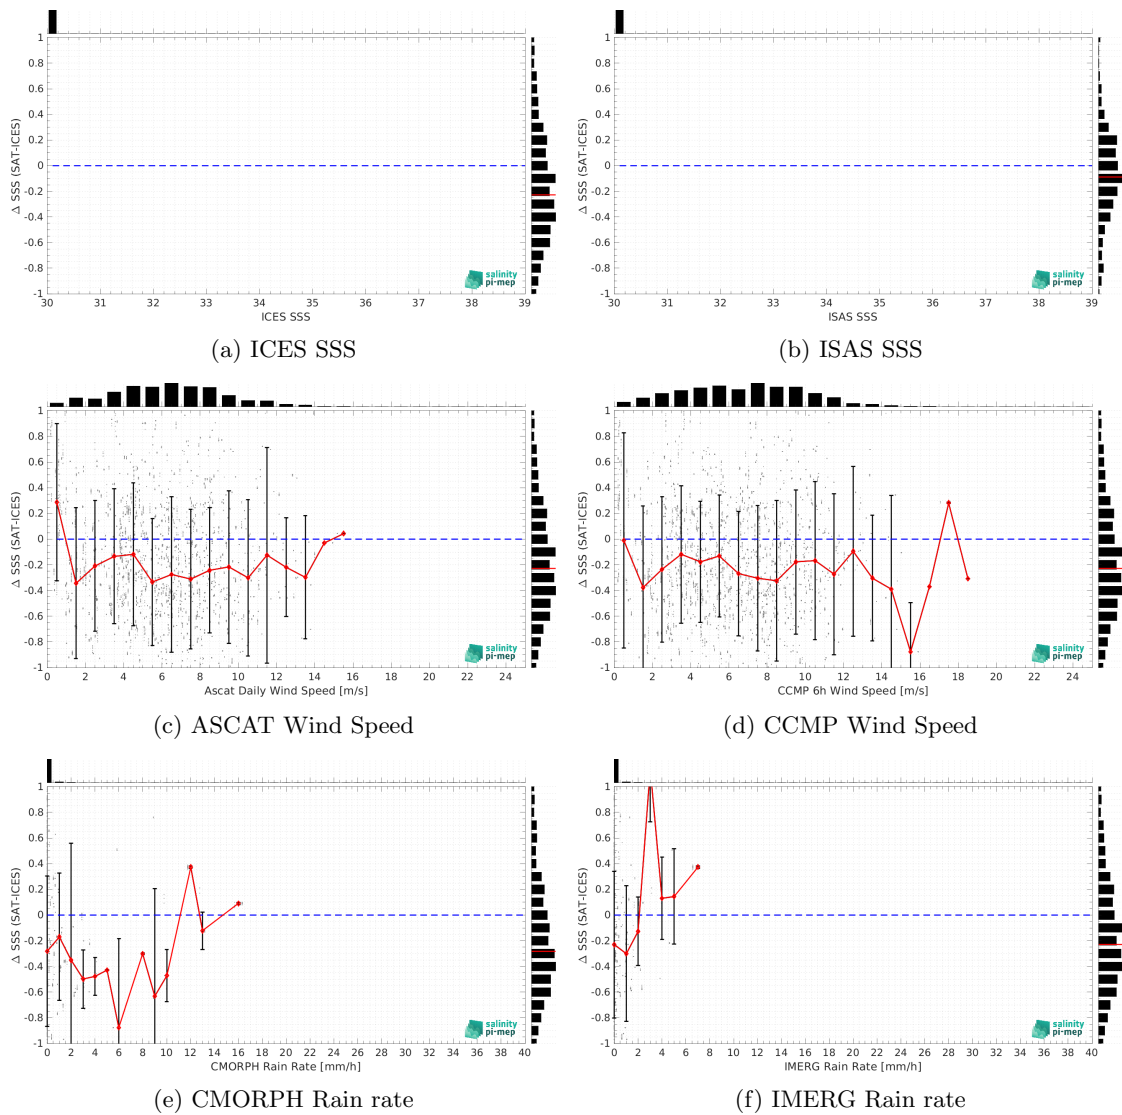 1
0.8
0.6
0.4
0.2
0
-0.2
-0.4
-0.6
-0.8
-1
Δ SSS (SAT-ICES)
30 31 32 33 34 35 36 37 38 39
ICES SSS
salinity
pi-mep
(a) ICES SSS
1
0.8
0.6
0.4
0.2
0
-0.2
-0.4
-0.6
-0.8
-1
Δ SSS (SAT-ICES)
30 31 32 33 34 35 36 37 38 39
ISAS SSS
salinity
pi-mep
(b) ISAS SSS
1
0.8
0.6
0.4
0.2
0
-0.2
-0.4
-0.6
-0.8
-1
Δ SSS (SAT-ICES)
0 2 4 6 8 10 12 14 16 18 20 22 24
Ascat Daily Wind Speed [m/s]
salinity
pi-mep
(c) ASCAT Wind Speed
1
0.8
0.6
0.4
0.2
0
-0.2
-0.4
-0.6
-0.8
-1
Δ SSS (SAT-ICES)
0 2 4 6 8 10 12 14 16 18 20 22 24
CCMP 6h Wind Speed [m/s]
salinity
pi-mep
(d) CCMP Wind Speed
1
0.8
0.6
0.4
0.2
0
-0.2
-0.4
-0.6
-0.8
-1
Δ SSS (SAT-ICES)
0 2 4 6 8 10 12 14 16 18 20 22 24 26 28 30 32 34 36 38 40
CMORPH Rain Rate [mm/h]
salinity
pi-mep
(e) CMORPH Rain rate
1
0.8
0.6
0.4
0.2
0
-0.2
-0.4
-0.6
-0.8
-1
Δ SSS (SAT-ICES)
0 2 4 6 8 10 12 14 16 18 20 22 24 26 28 30 32 34 36 38 40
IMERG Rain Rate [mm/h]
salinity
pi-mep
(f) IMERG Rain rate